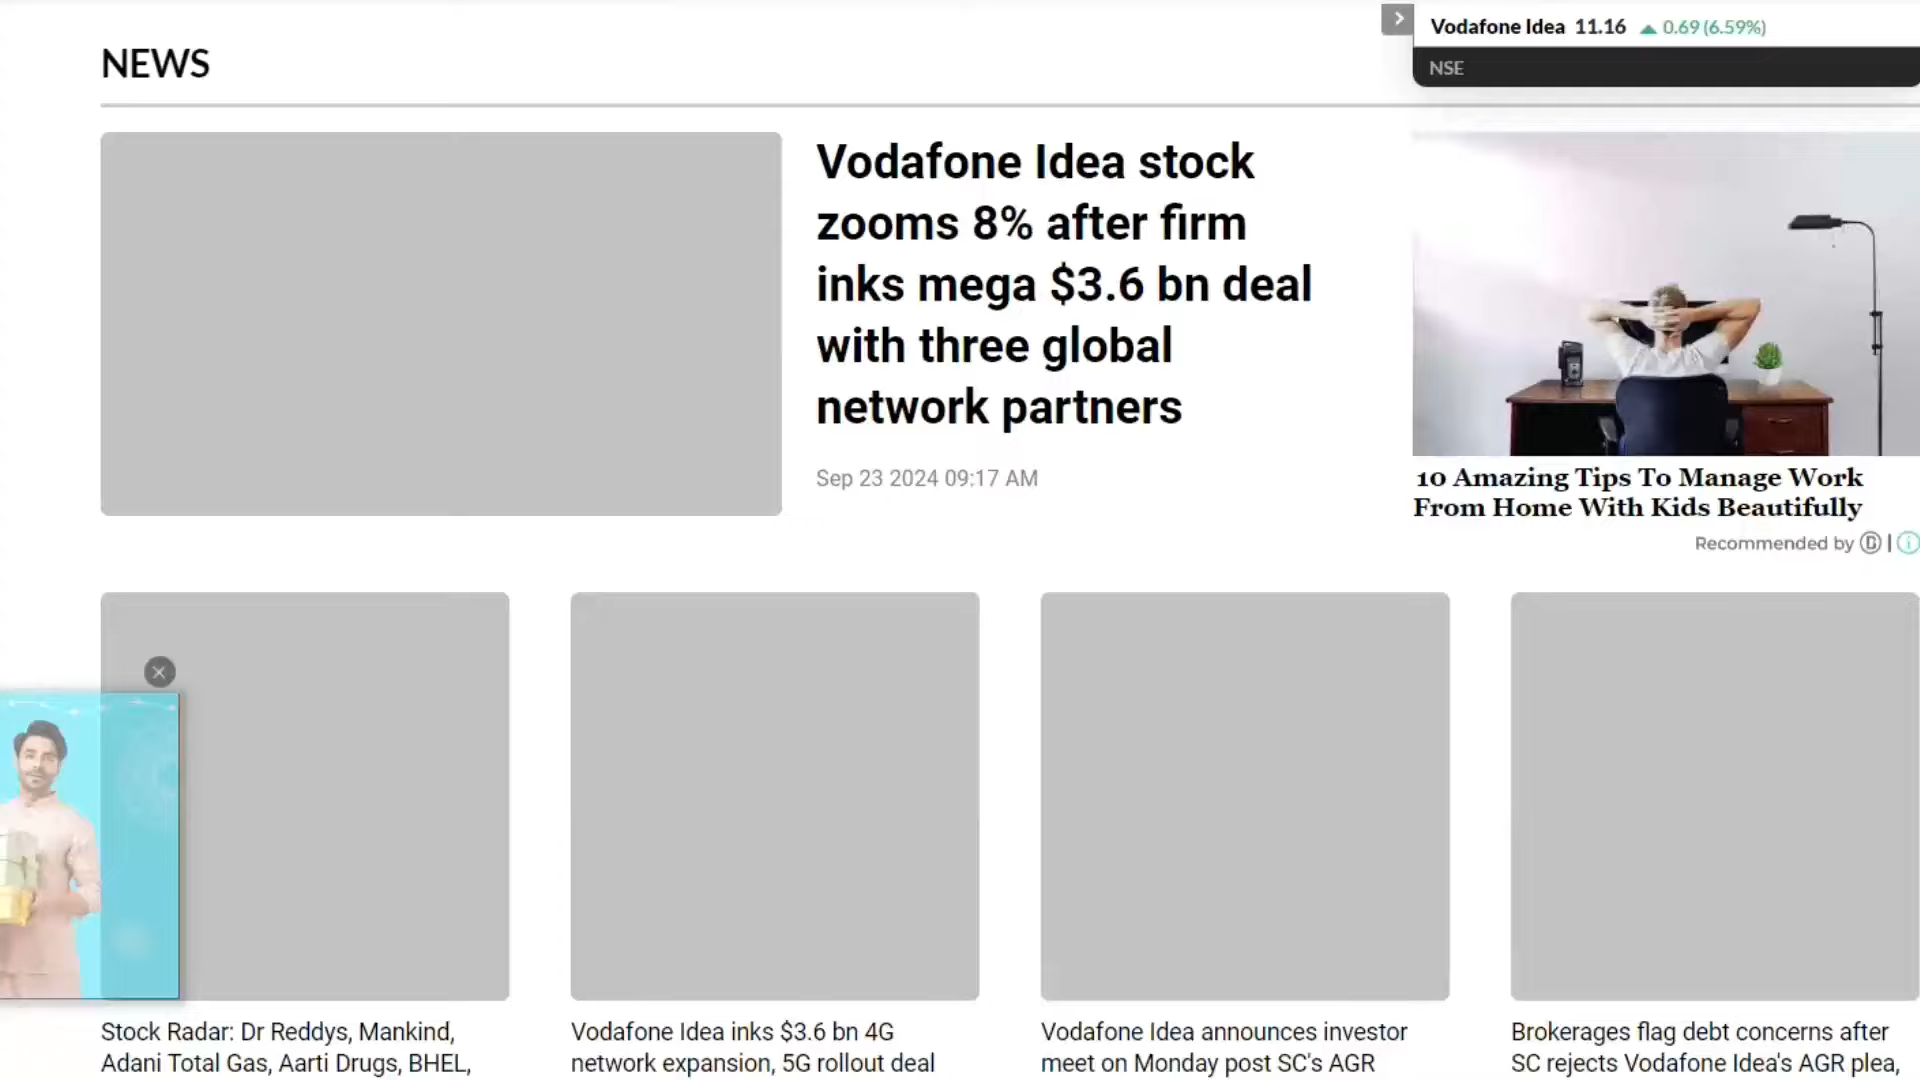 Vodafone Idea 11.16 ▲ 0.69 (6.59%)
NSE
NEWS
Vodafone Idea stock
zooms 8% after firm
inks mega $3.6 bn deal
with three global
network partners
Sep 23 2024 09:17 AM
10 Amazing Tips To Manage Work
From Home With Kids Beautifully
Recommended by
Stock Radar: Dr Reddys, Mankind,
Adani Total Gas, Aarti Drugs, BHEL,
Vodafone Idea inks $3.6 bn 4G
network expansion, 5G rollout deal
Vodafone Idea announces investor
meet on Monday post SC's AGR
Brokerages flag debt concerns after
SC rejects Vodafone Idea's AGR plea,